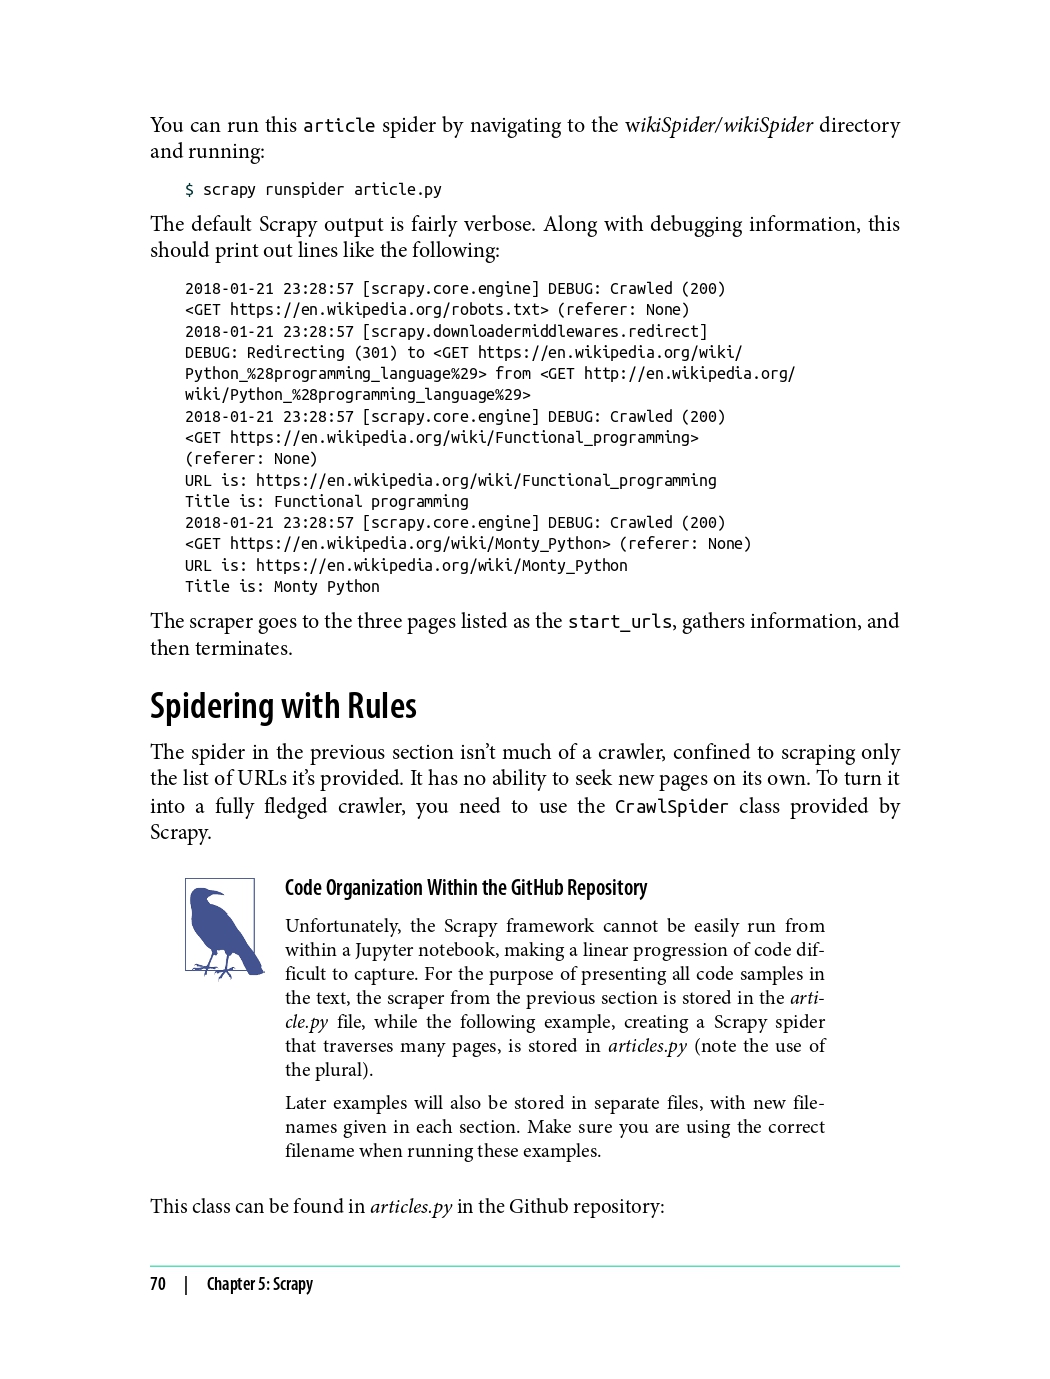 You can run this article spider by navigating to the wikiSpider/wikiSpider directory
and running:
$ scrapy runspider article.py
The default Scrapy output is fairly verbose. Along with debugging information, this
should print out lines like the following:
2018-01-21 23:28:57 [scrapy.core.engine] DEBUG: Crawled (200)
<GET https://en.wikipedia.org/robots.txt> (referer: None)
2018-01-21 23:28:57 [scrapy.downloadermiddlewares.redirect]
DEBUG: Redirecting (301) to <GET https://en.wikipedia.org/wiki/
Python_%28programming_language%29> from <GET http://en.wikipedia.org/
wiki/Python_%28programming_language%29>
2018-01-21 23:28:57 [scrapy.core.engine] DEBUG: Crawled (200)
<GET https://en.wikipedia.org/wiki/Functional_programming>
(referer: None)
URL is: https://en.wikipedia.org/wiki/Functional_programming
Title is: Functional programming
2018-01-21 23:28:57 [scrapy.core.engine] DEBUG: Crawled (200)
<GET https://en.wikipedia.org/wiki/Monty_Python> (referer: None)
URL is: https://en.wikipedia.org/wiki/Monty_Python
Title is: Monty Python
The scraper goes to the three pages listed as the start_urls, gathers information, and
then terminates.
Spidering with Rules
The spider in the previous section isn’t much of a crawler, confined to scraping only
the list of URLs it’s provided. It has no ability to seek new pages on its own. To turn it
into a fully fledged crawler, you need to use the CrawlSpider class provided by
Scrapy.
Code Organization Within the GitHub Repository
Unfortunately, the Scrapy framework cannot be easily run from
within a Jupyter notebook, making a linear progression of code dif-
ficult to capture. For the purpose of presenting all code samples in
the text, the scraper from the previous section is stored in the arti-
cle.py file, while the following example, creating a Scrapy spider
that traverses many pages, is stored in articles.py (note the use of
the plural).
Later examples will also be stored in separate files, with new file-
names given in each section. Make sure you are using the correct
filename when running these examples.
This class can be found in articles.py in the Github repository:
70 | Chapter 5: Scrapy